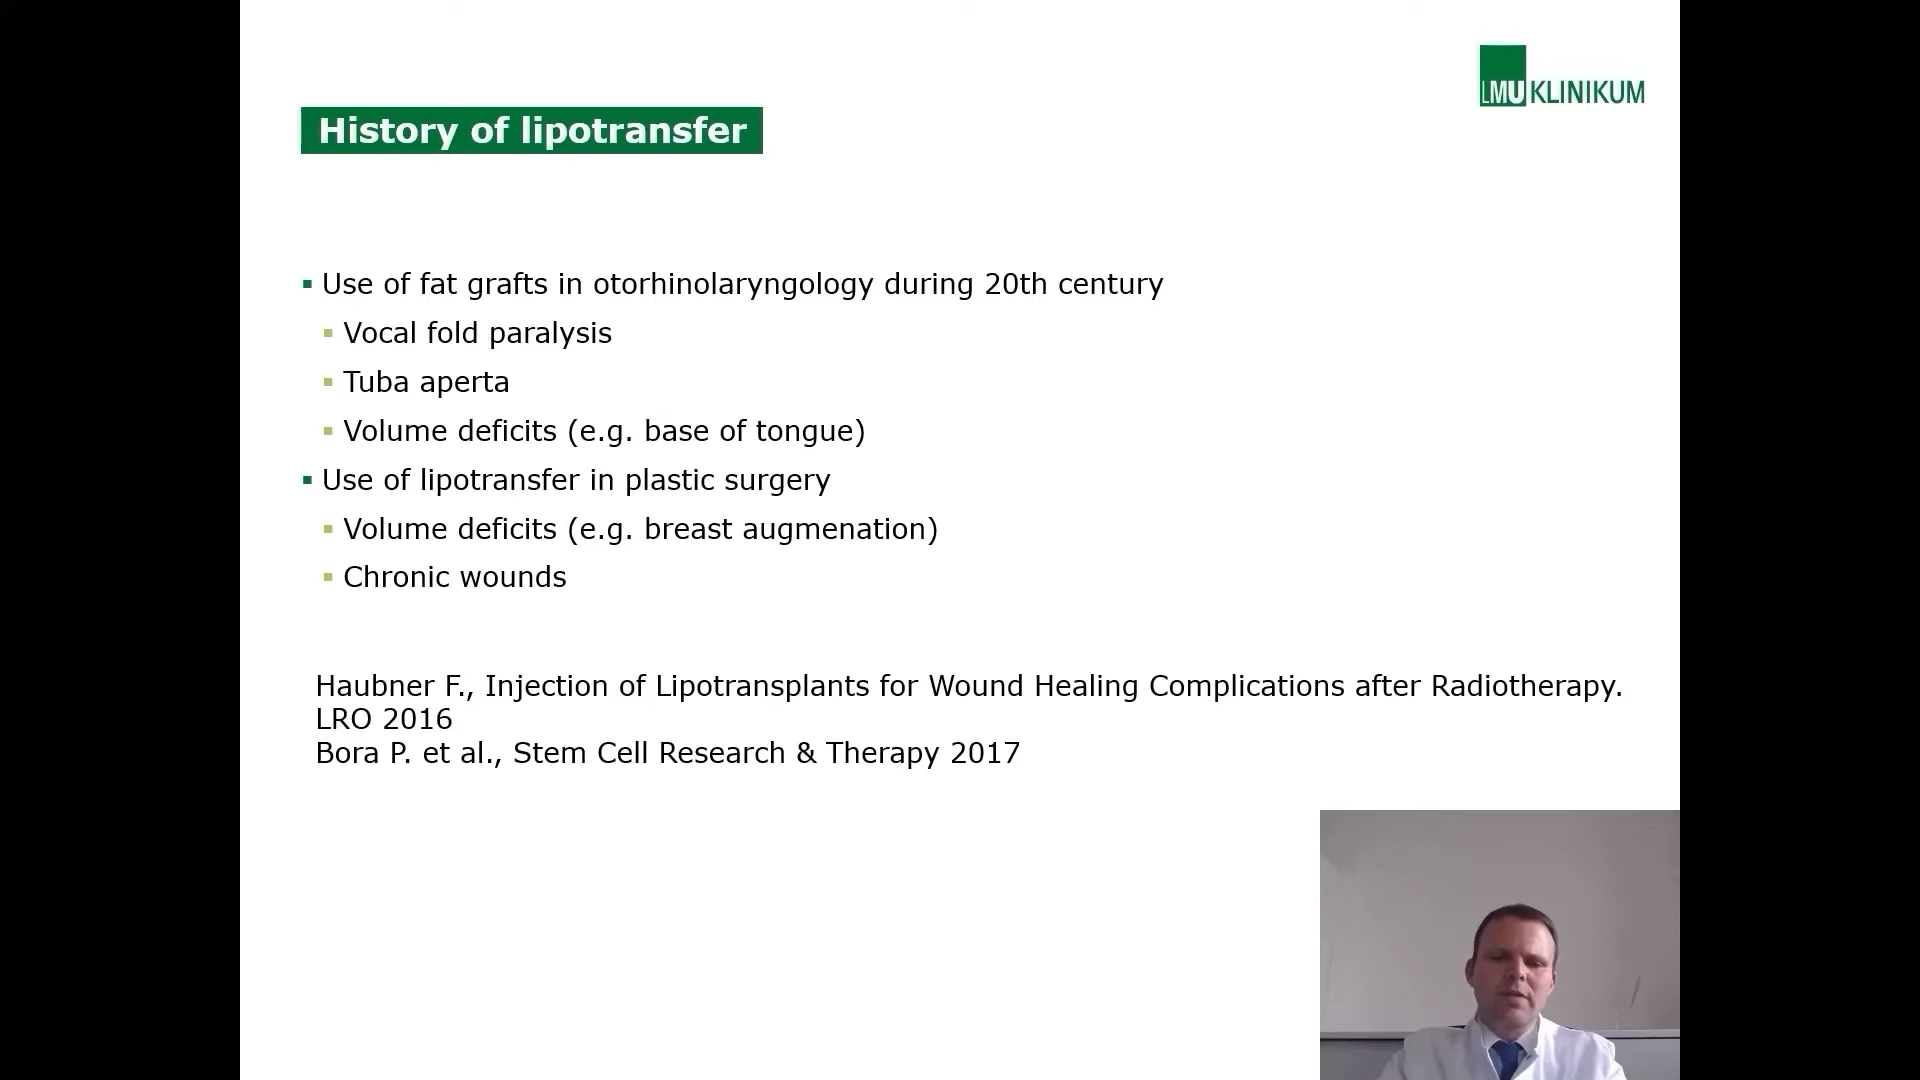 LMU KLINIKUM
History of lipotransfer
Use of fat grafts in otorhinolaryngology during 20th century
Vocal fold paralysis
Tuba aperta
Volume deficits (e.g. base of tongue)
Use of lipotransfer in plastic surgery
Volume deficits (e.g. breast augmenation)
Chronic wounds
Haubner F., Injection of Lipotransplants for Wound Healing Complications after Radiotherapy.
LRO 2016
Bora P. et al., Stem Cell Research & Therapy 2017